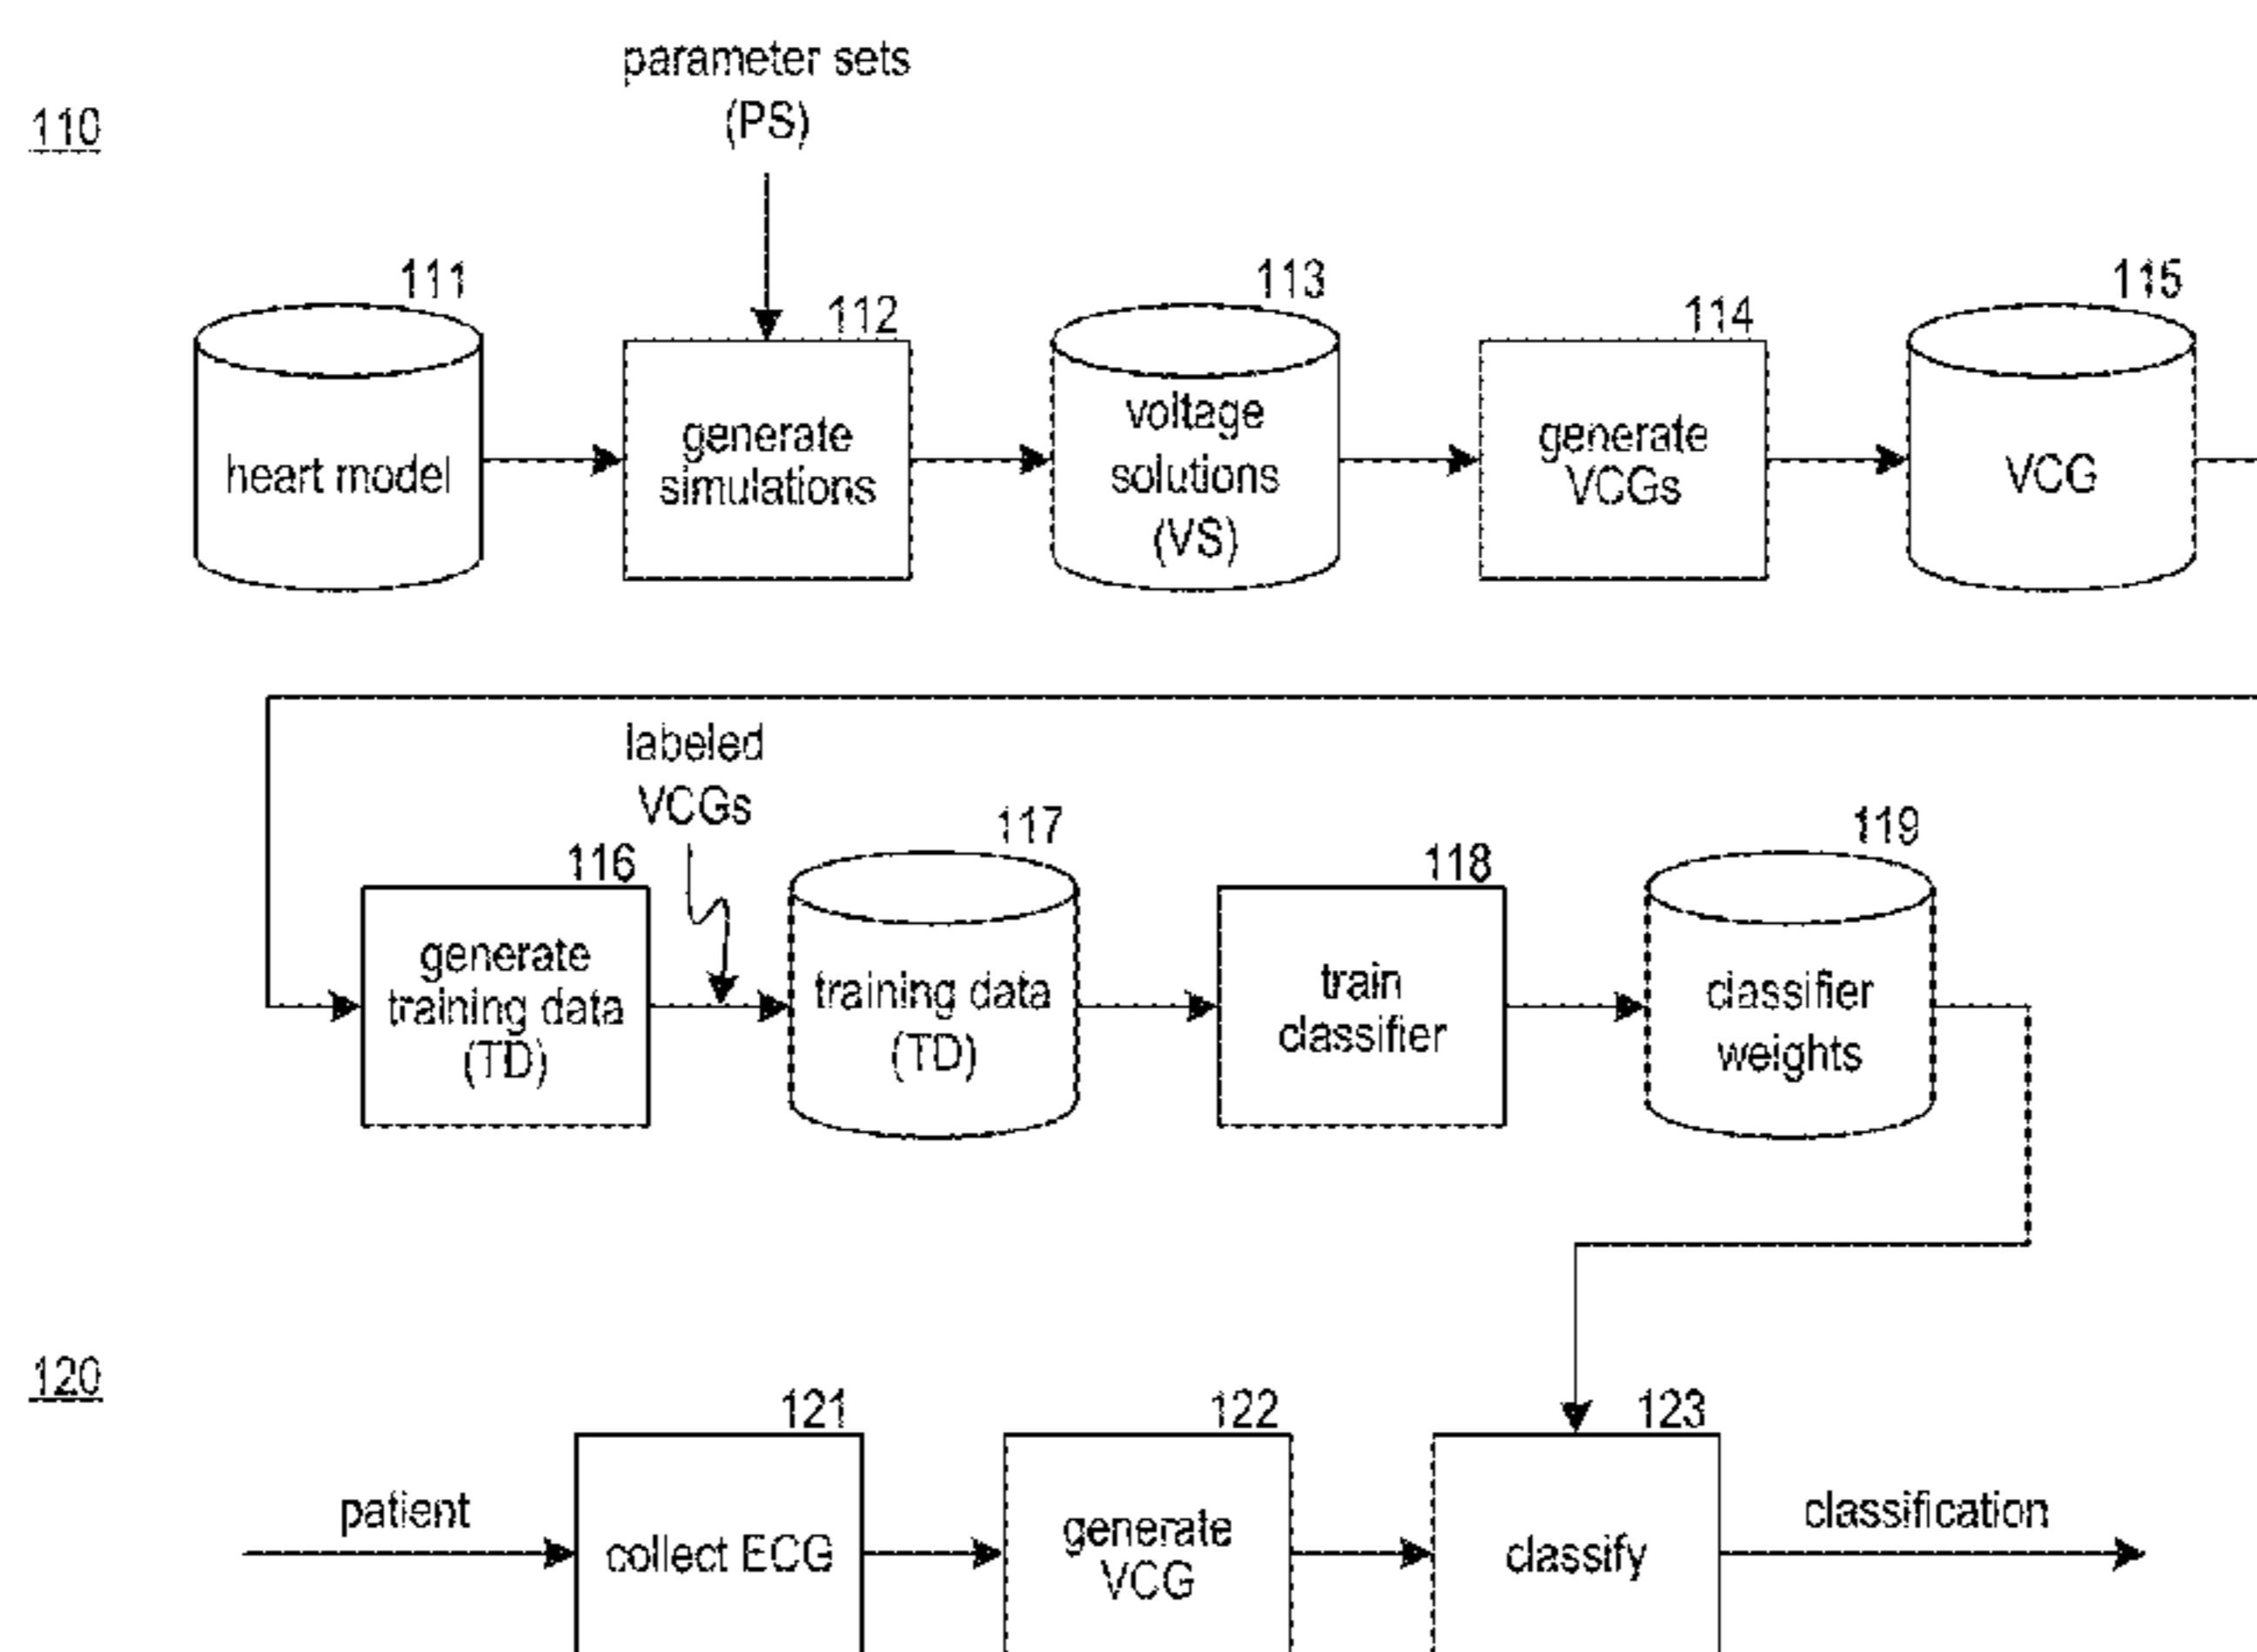 parameter sets
(PS)
110
111
112
113
114
115
heart model
generate
simulations
voltage
solutions
(VS)
generate
VCGs
VCG
labeled
VCGs
116
117
118
119
generate
training data
(TD)
training data
(TD)
train
classifier
classifier
weights
120
121
122
123
patient
collect ECG
generate
VCG
classify
classification